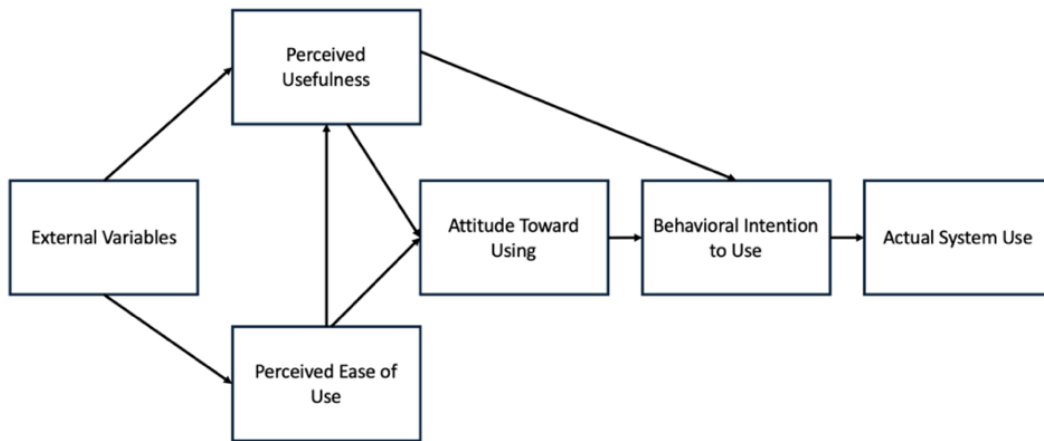 Perceived
Usefulness
External Variables
Attitude Toward
Using
Behavioral Intention
to Use
Actual System Use
Perceived Ease of
Use